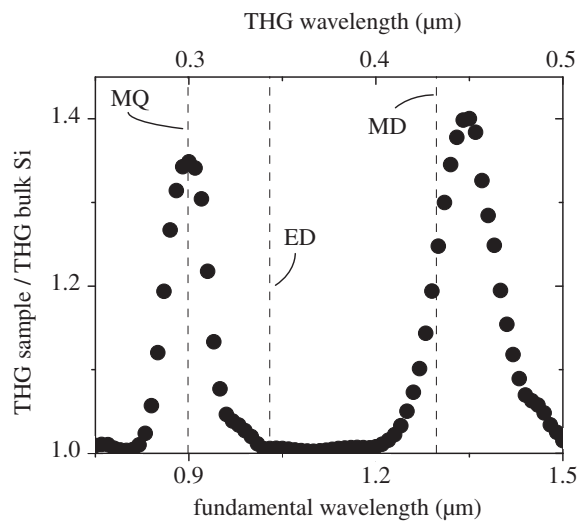 THG wavelength (μm)
0.3 0.4 0.5
MQ
MD
ED
1.4
1.2
1.0
THG sample / THG bulk Si
0.9 1.2 1.5
fundamental wavelength (μm)